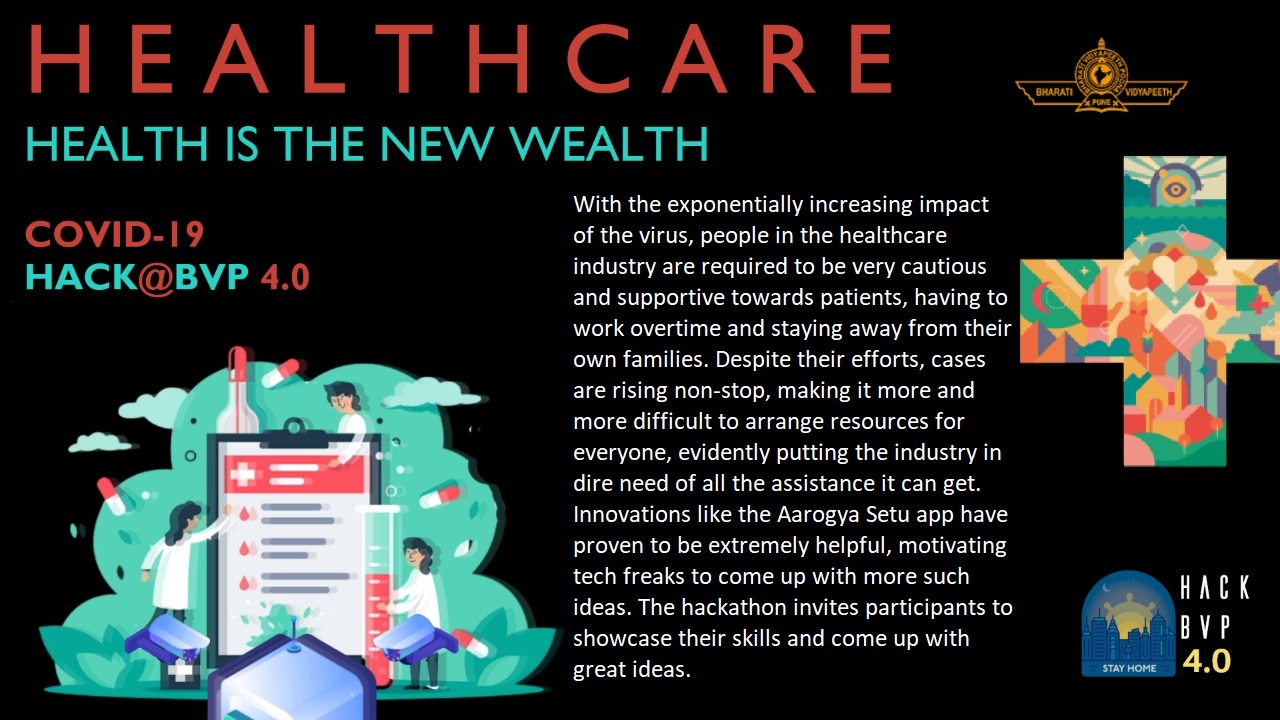 HEALTHCARE
HEALTH IS THE NEW WEALTH
COVID-19
HACK@BVP 4.0
With the exponentially increasing impact
of the virus, people in the healthcare
industry are required to be very cautious
and supportive towards patients, having to
work overtime and staying away from their
own families. Despite their efforts, cases
are rising non-stop, making it more and
more difficult to arrange resources for
everyone, evidently putting the industry in
dire need of all the assistance it can get.
Innovations like the Aarogya Setu app have
proven to be extremely helpful, motivating
tech freaks to come up with more such
ideas. The hackathon invites participants to
showcase their skills and come up with
great ideas.
BHARATI VIDYAPEETH POONA
BHARATI VIDYAPEETH
PUNE
STAY HOME
HACK
BVP
4.0